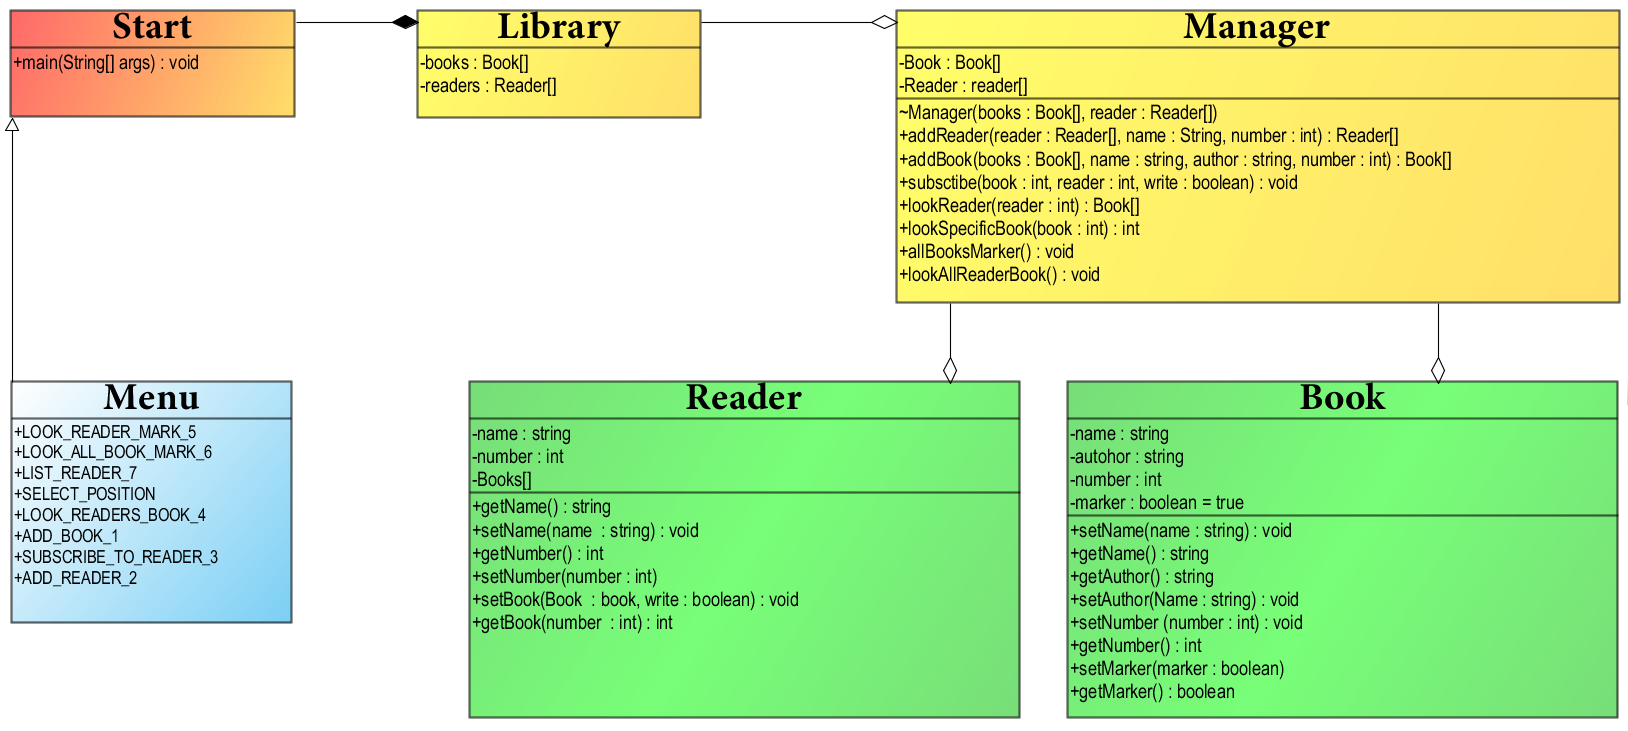 Start
+main(String[] args) : void
Library
-books : Book[]
-readers : Reader[]
Manager
-Book : Book[]
-Reader : reader[]
~Manager(books : Book[], reader : Reader[])
+addReader(reader : Reader[], name : String, number : int) : Reader[]
+addBook(books : Book[], name : string, author : string, number : int) : Book[]
+subsctibe(book : int, reader : int, write : boolean) : void
+lookReader(reader : int) : Book[]
+lookSpecificBook(book : int) : int
+allBooksMarker() : void
+lookAllReaderBook() : void
Menu
+LOOK_READER_MARK_5
+LOOK_ALL_BOOK_MARK_6
+LIST_READER_7
+SELECT_POSITION
+LOOK_READERS_BOOK_4
+ADD_BOOK_1
+SUBSCRIBE_TO_READER_3
+ADD_READER_2
Reader
-name : string
-number : int
-Books[]
+getName() : string
+setName(name  : string) : void
+getNumber() : int
+setNumber(number : int)
+setBook(Book  : book, write : boolean) : void
+getBook(number  : int) : int
Book
-name : string
-autohor : string
-number : int
-marker : boolean = true
+setName(name : string) : void
+getName() : string
+getAuthor() : string
+setAuthor(Name : string) : void
+setNumber (number : int) : void
+getNumber() : int
+setMarker(marker : boolean)
+getMarker() : boolean